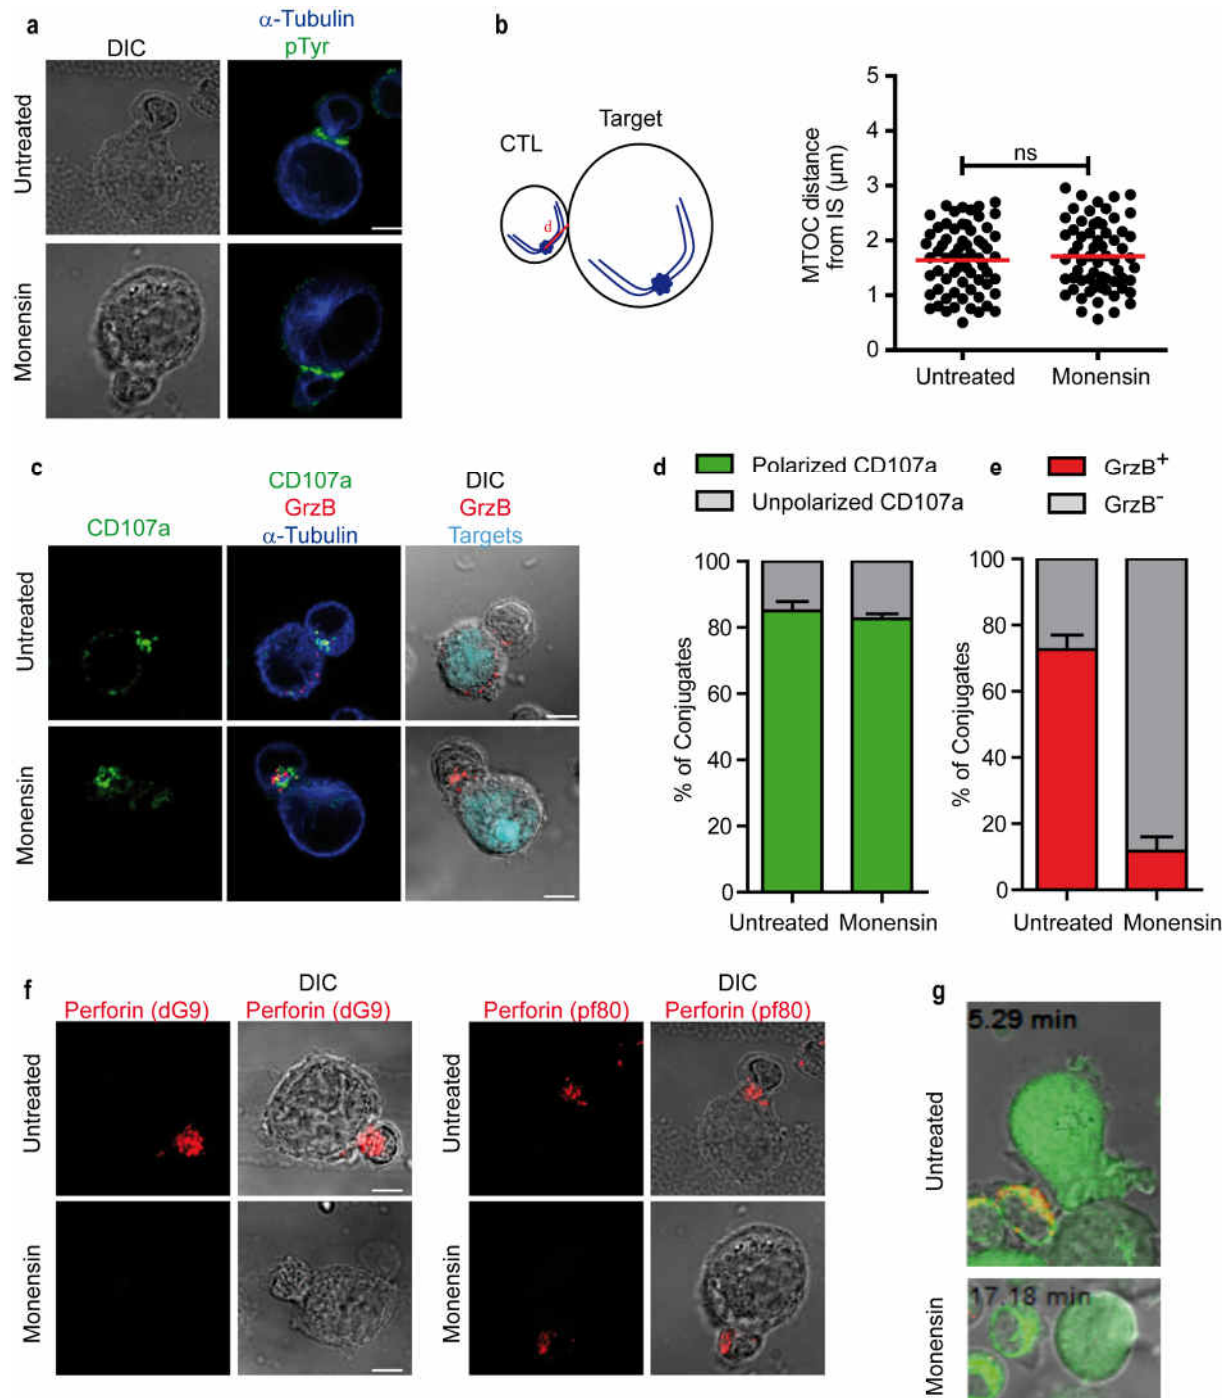 a
α-Tubulin
DIC
pTyr
Untreated
Monensin
b
CTL
Target
d
MTOC distance
from IS (µm)
5
4
3
2
1
0
ns
Untreated
Monensin
c
CD107a
CD107a
GrzB
α-Tubulin
DIC
GrzB
Targets
Untreated
Monensin
d
Polarized CD107a
Unpolarized CD107a
% of Conjugates
100
80
60
40
20
0
Untreated
Monensin
e
GrzB+
GrzB-
% of Conjugates
100
80
60
40
20
0
Untreated
Monensin
f
Perforin (dG9)
DIC
Perforin (dG9)
Perforin (pf80)
DIC
Perforin (pf80)
Untreated
Monensin
Untreated
Monensin
g
5.29 min
Untreated
17.18 min
Monensin